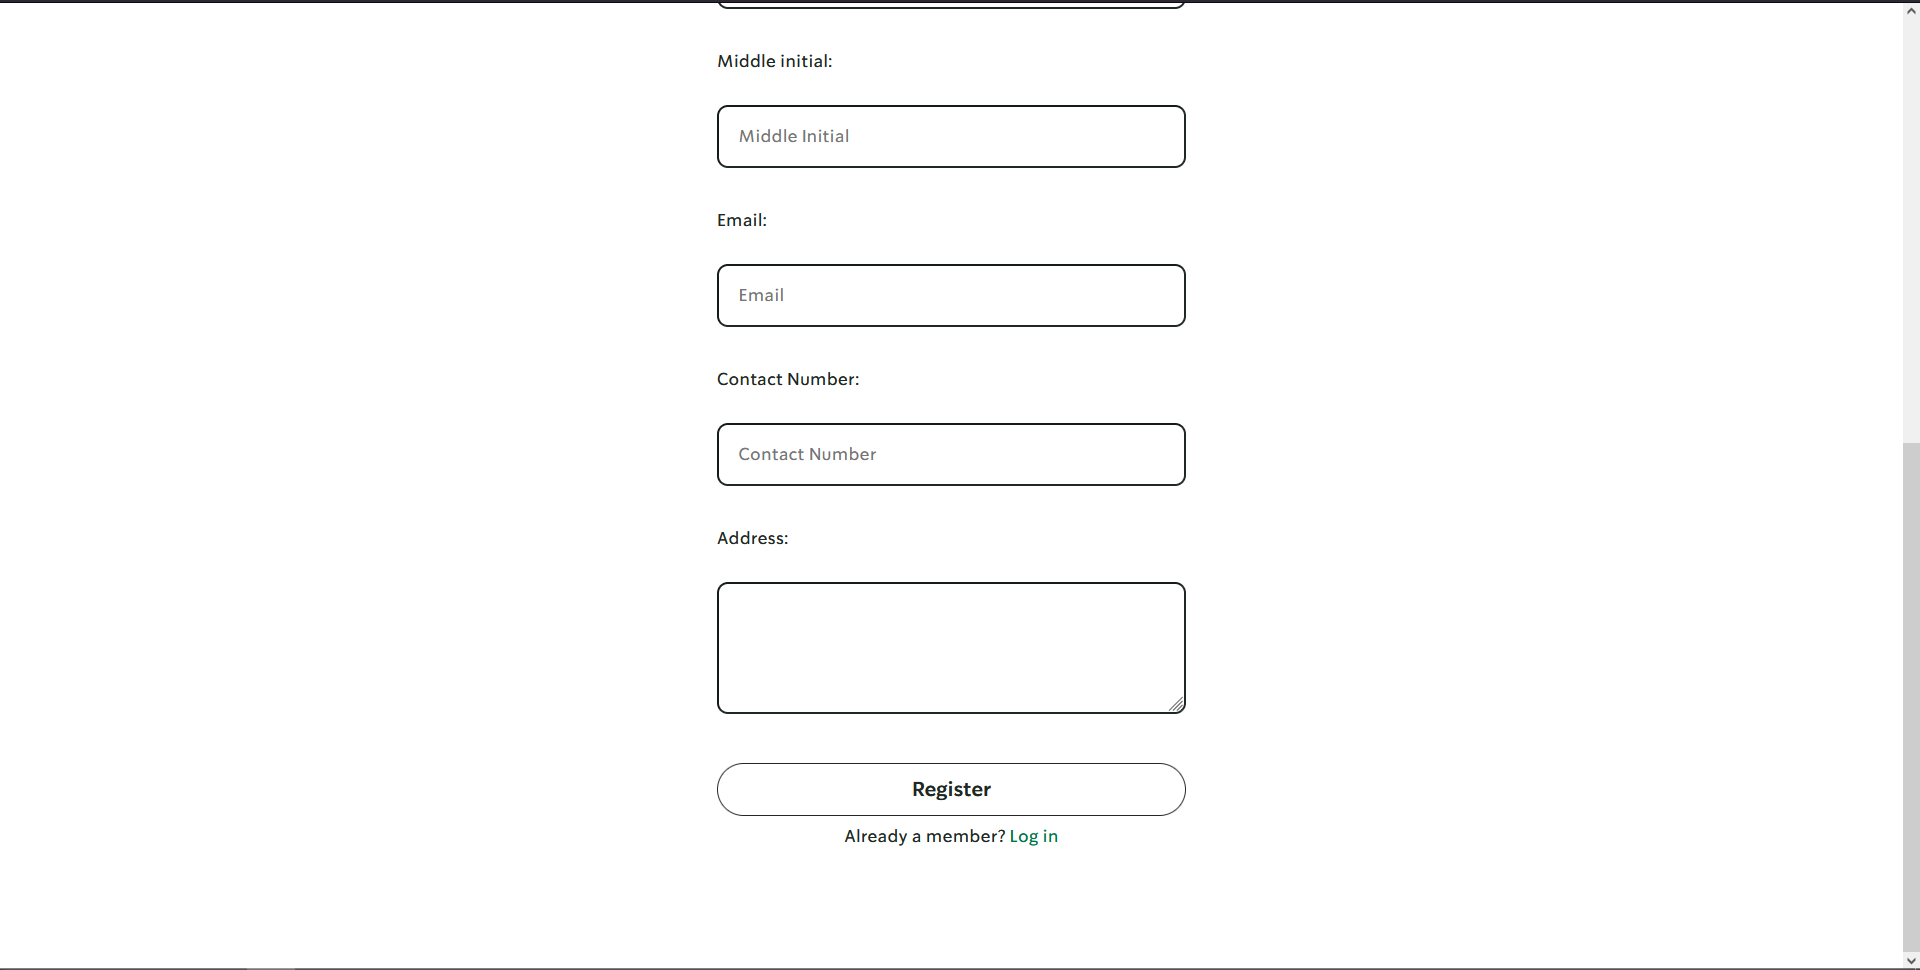 Middle initial:
Middle Initial
Email:
Email
Contact Number:
Contact Number
Address:
Register
Already a member? Log in